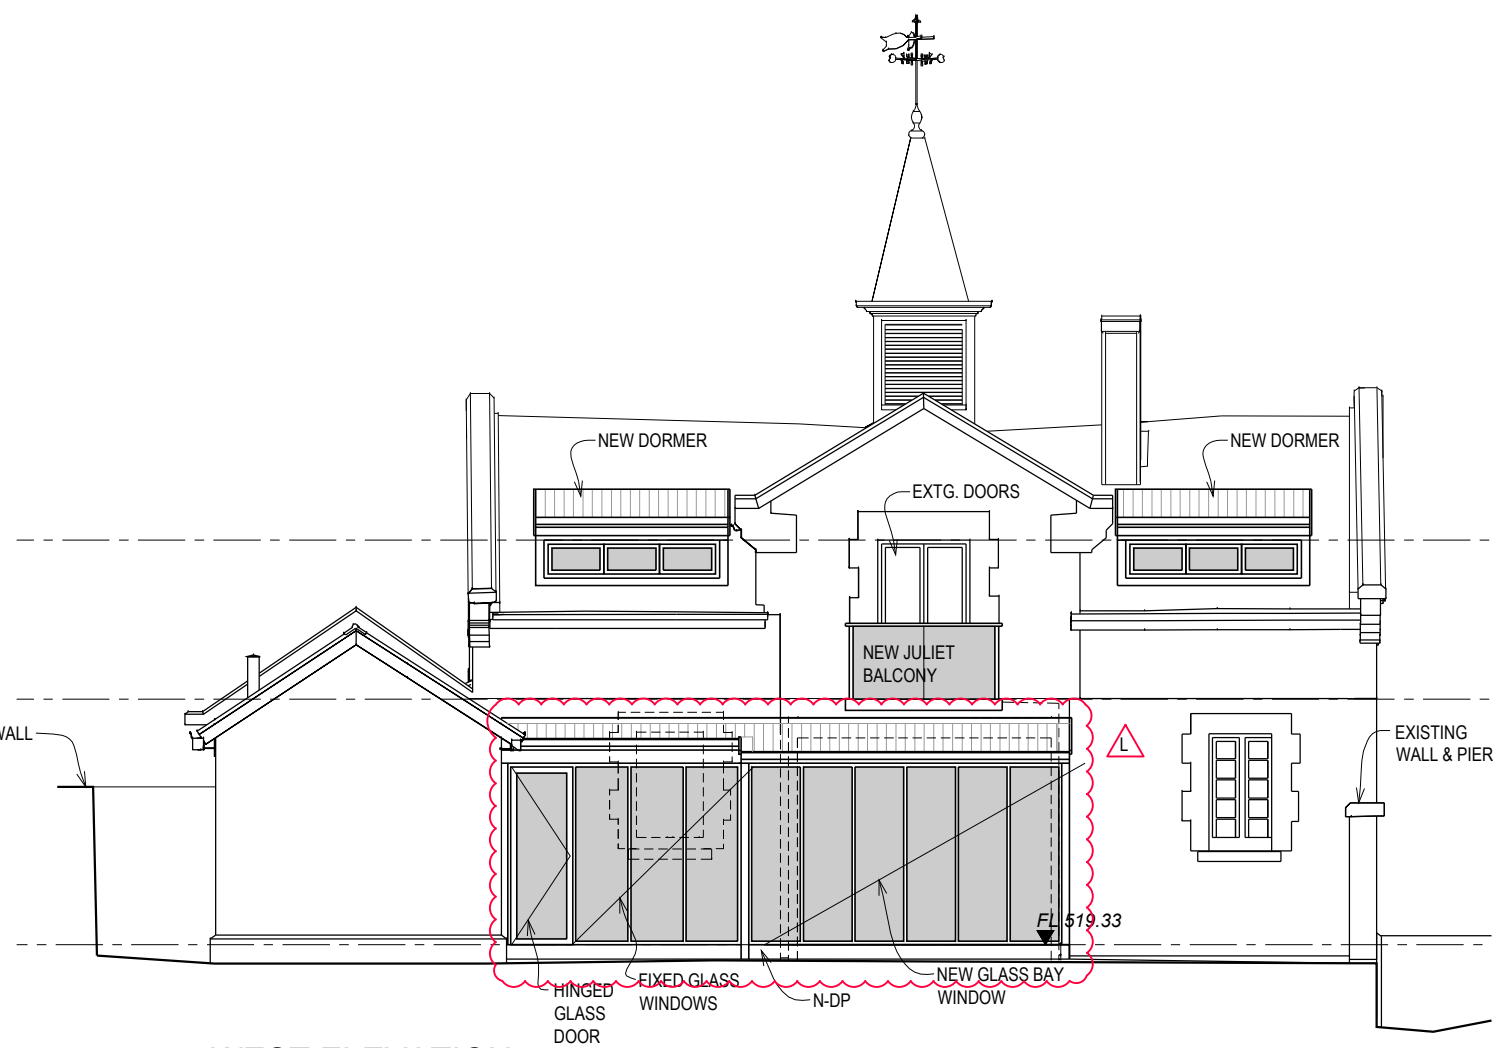 NEW DORMER
NEW DORMER
EXTG. DOORS
NEW JULIET
BALCONY
WALL
L
EXISTING
WALL & PIER
FL 519.33
HINGED
GLASS
DOOR
FIXED GLASS
WINDOWS
N-DP
NEW GLASS BAY
WINDOW